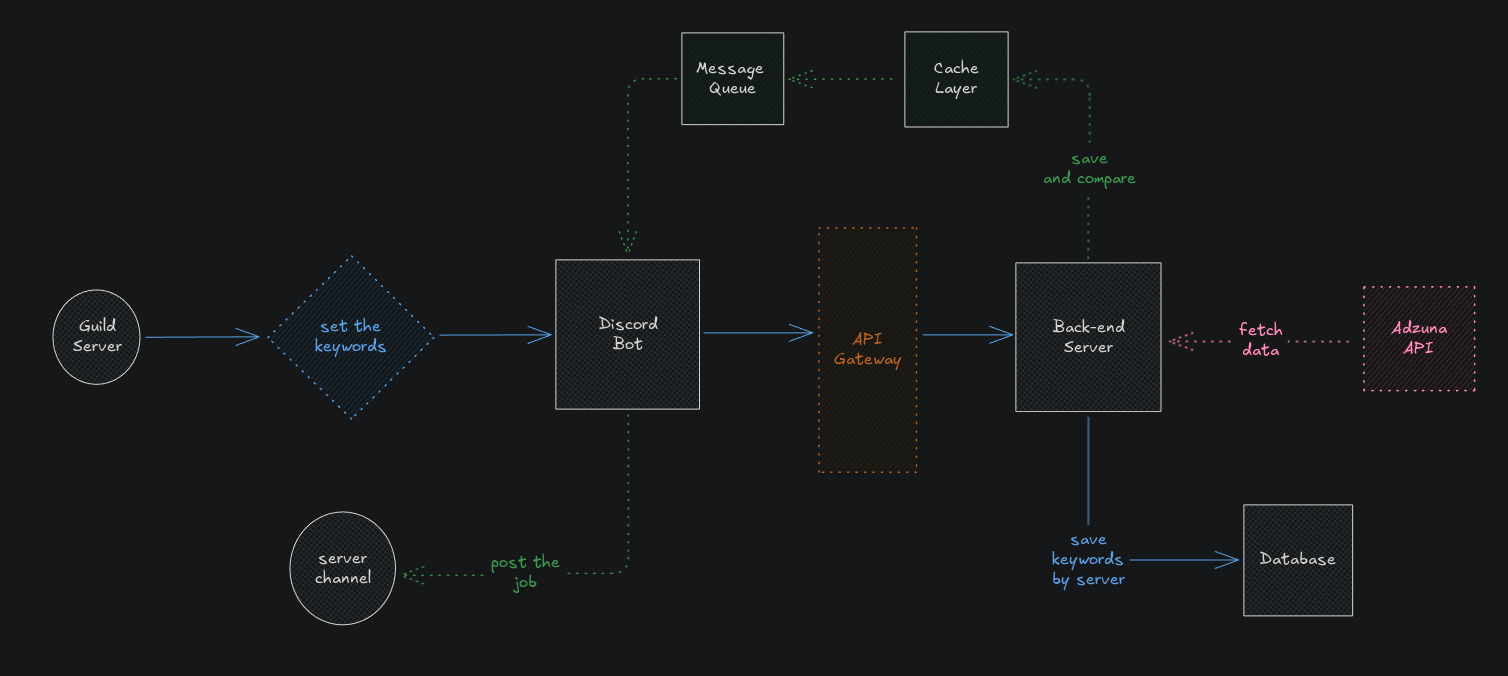 Message
Queue
Cache
Layer
save
and compare
Guild
Server
set the
keywords
Discord
Bot
API
Gateway
Back-end
Server
fetch
data
Adzuna
API
server
channel
post the
job
save
keywords
by server
Database